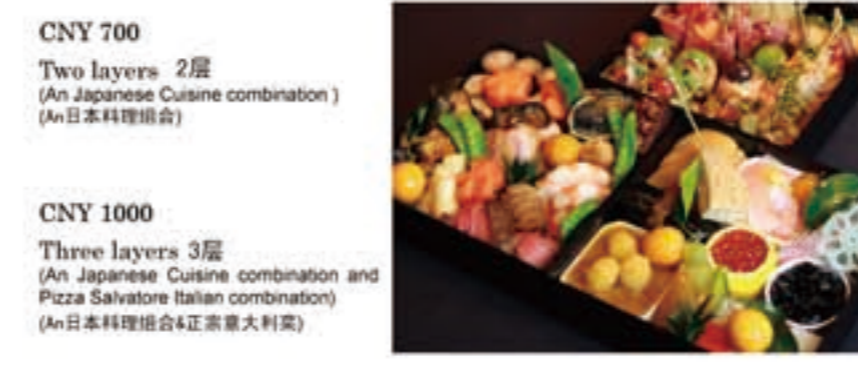 CNY 700
Two layers 2层
(An Japanese Cuisine combination )
(An日本料理组合)
CNY 1000
Three layers 3层
(An Japanese Cuisine combination and
Pizza Salvatore Italian combination)
(An日本料理组合&正宗意大利菜)